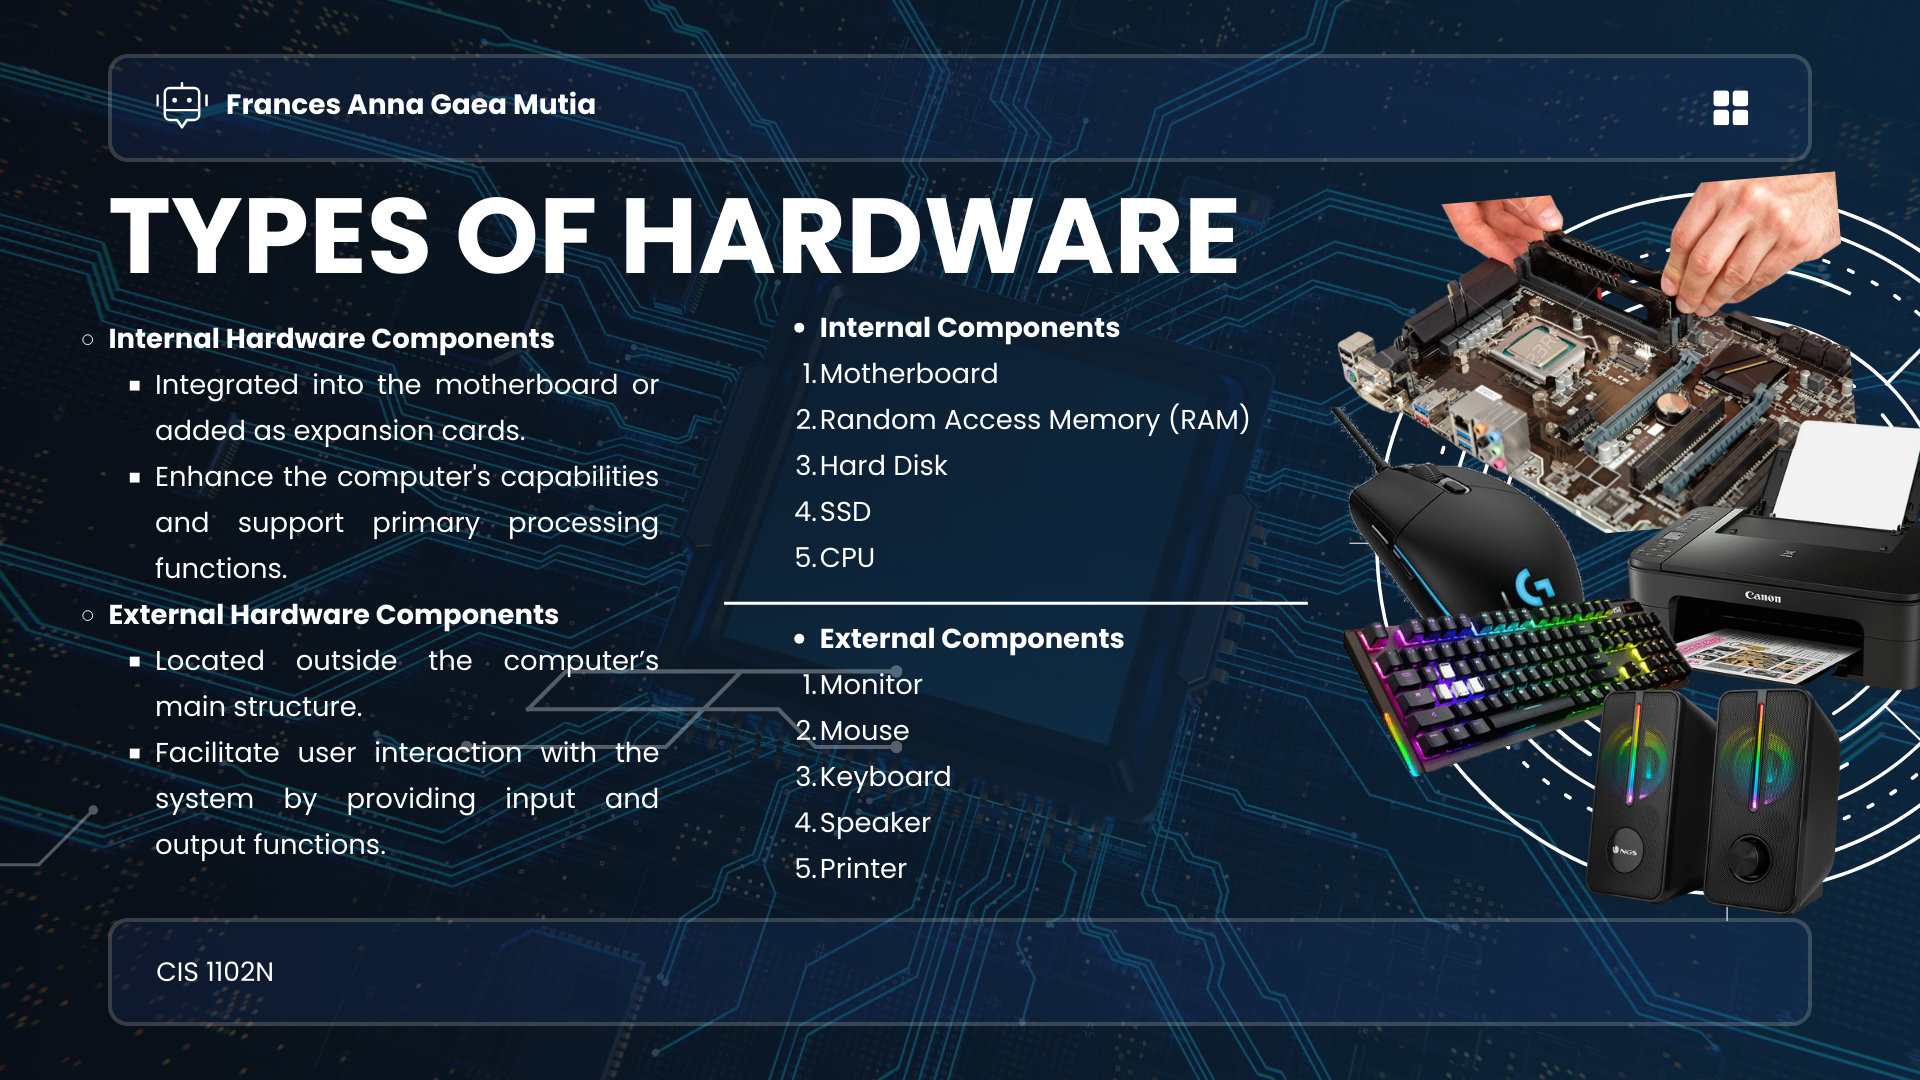 Frances Anna Gaea Mutia
TYPES OF HARDWARE
Internal Hardware Components
Integrated into the motherboard or
added as expansion cards.
Enhance the computer's capabilities
and support primary processing
functions.
External Hardware Components
Located outside the computer’s
main structure.
Facilitate user interaction with the
system by providing input and
output functions.
Internal Components
1.Motherboard
2.Random Access Memory (RAM)
3.Hard Disk
4.SSD
5.CPU
External Components
1.Monitor
2.Mouse
3.Keyboard
4.Speaker
5.Printer
Canon
NGS
CIS 1102N